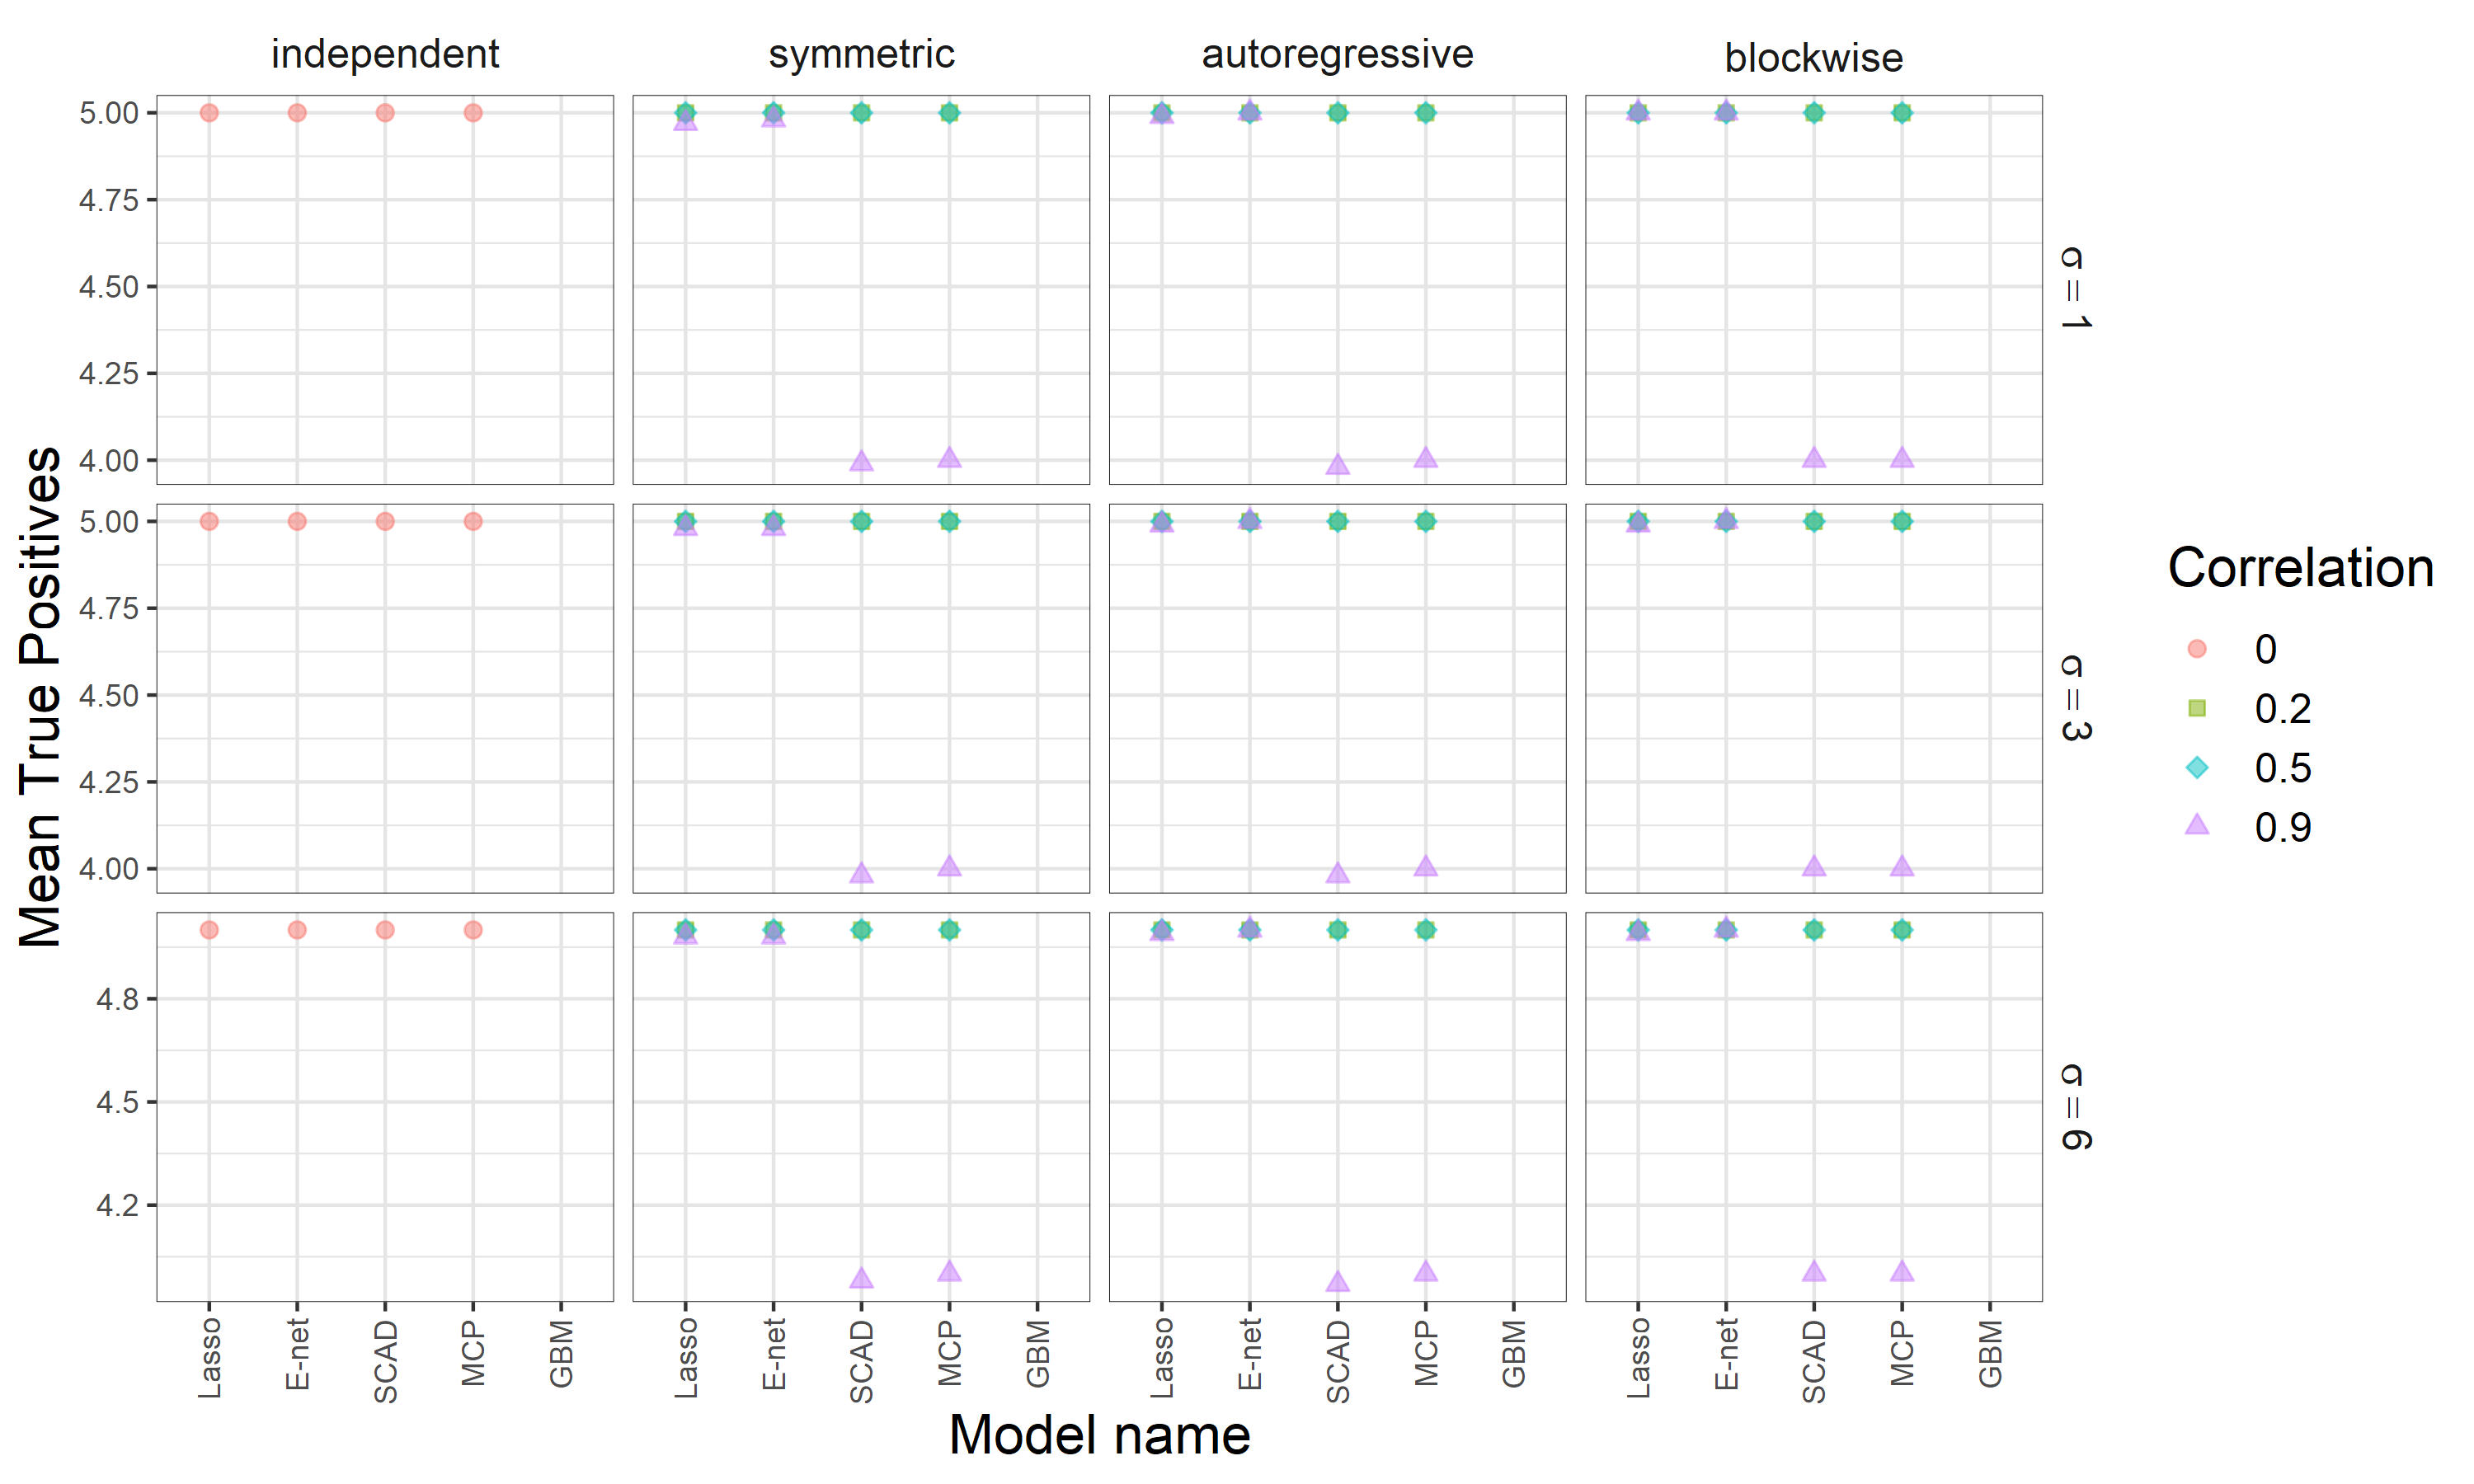 independent
symmetric
autoregressive
blockwise
Mean True Positives
5.00
4.75
4.50
4.25
4.00
σ = 1
5.00
4.75
4.50
4.25
4.00
σ = 3
4.8
4.5
4.2
σ = 6
Lasso
E-net
SCAD
MCP
GBM
Lasso
E-net
SCAD
MCP
GBM
Lasso
E-net
SCAD
MCP
GBM
Lasso
E-net
SCAD
MCP
GBM
Model name
Correlation
0
0.2
0.5
0.9